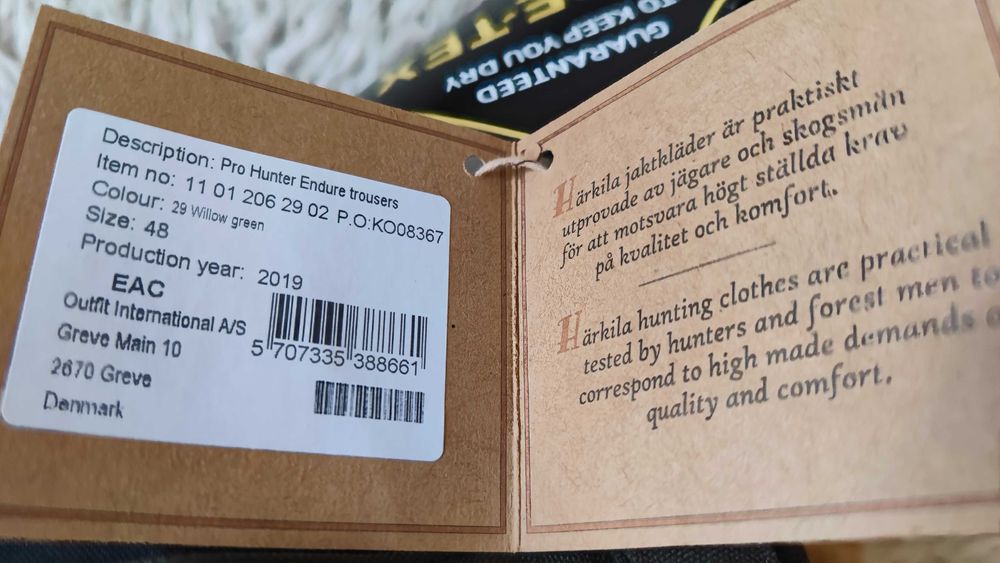 Description: Pro Hunter Endure trousers
Item no: 11 01 206 29 02 P.O:KO08367
Colour: 29 Willow green
Size: 48
Production year: 2019
EAC
Outfit International A/S
Greve Main 10
2670 Greve
Denmark
5 707335 388661
E-TEX
GUARANTEED
TO KEEP YOU DRY
Härkila jaktkläder är praktiskt
utprovade av jägare och skogsmän
för att motsvara högt ställda krav
på kvalitet och komfort.
Härkila hunting clothes are practical
tested by hunters and forest men to
correspond to high made demands
quality and comfort.